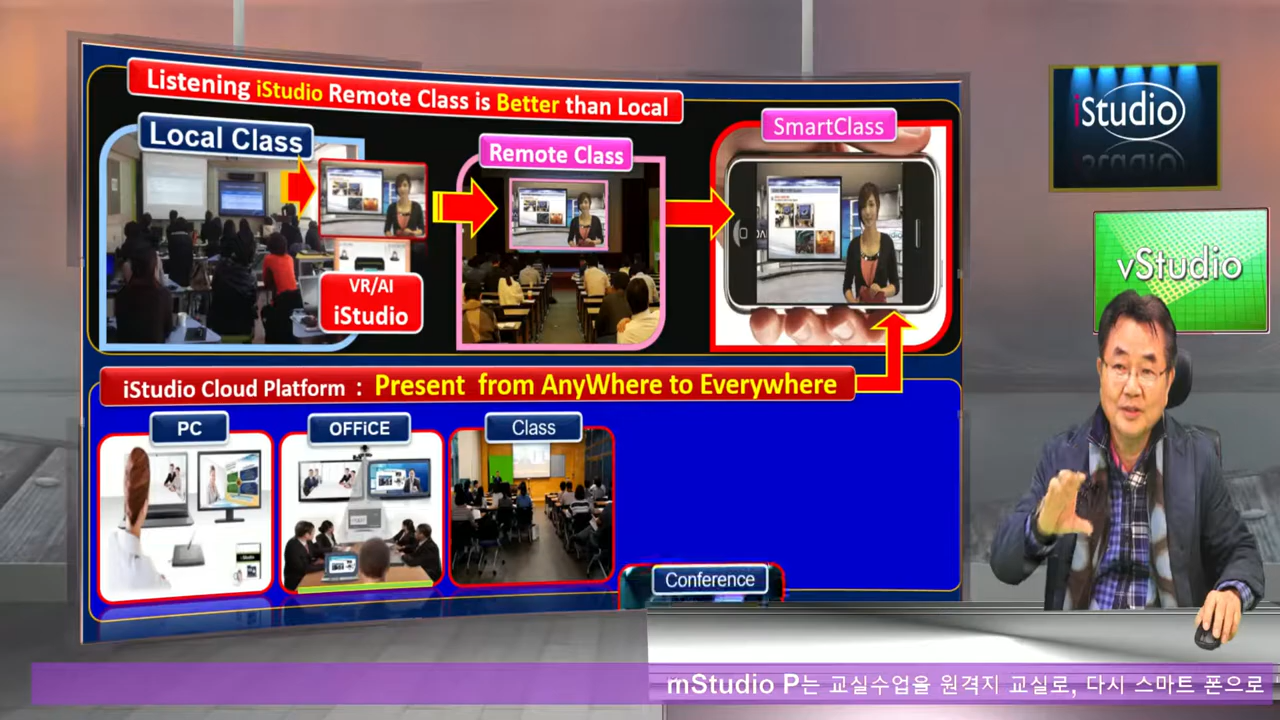 Listening iStudio Remote Class is Better than Local
Local Class
Remote Class
SmartClass
VR/AI
iStudio
iStudio Cloud Platform : Present from AnyWhere to Everywhere
PC
OFFiCE
Class
Conference
iStudio
vStudio
mStudio P는 교실수업을 원격지 교실로, 다시 스마트 폰으로